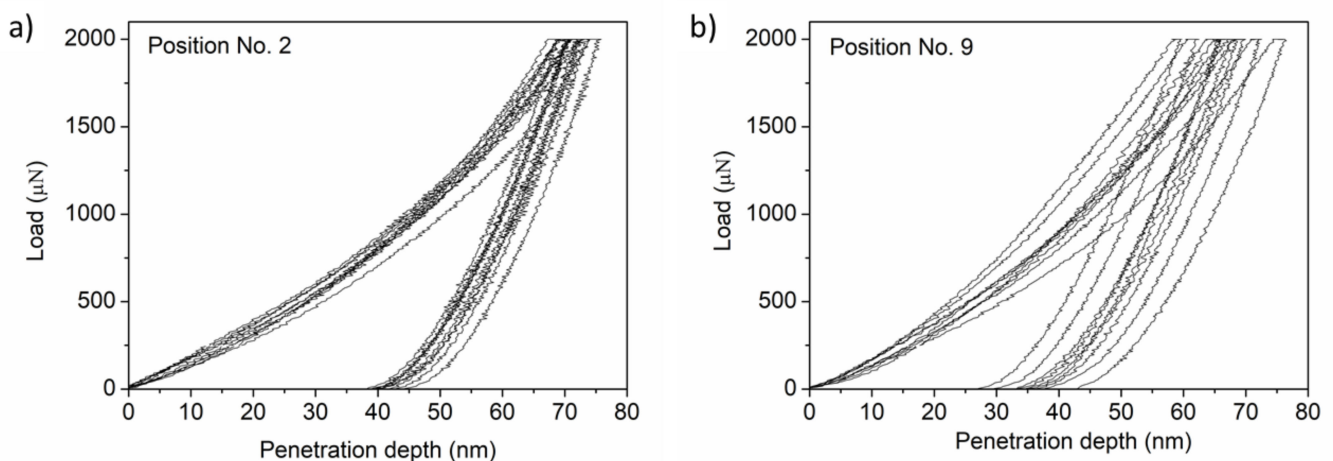 a)
Position No. 2
2000
1500
1000
500
0
Load (μN)
0 10 20 30 40 50 60 70 80
Penetration depth (nm)
b)
Position No. 9
2000
1500
1000
500
0
Load (μN)
0 10 20 30 40 50 60 70 80
Penetration depth (nm)